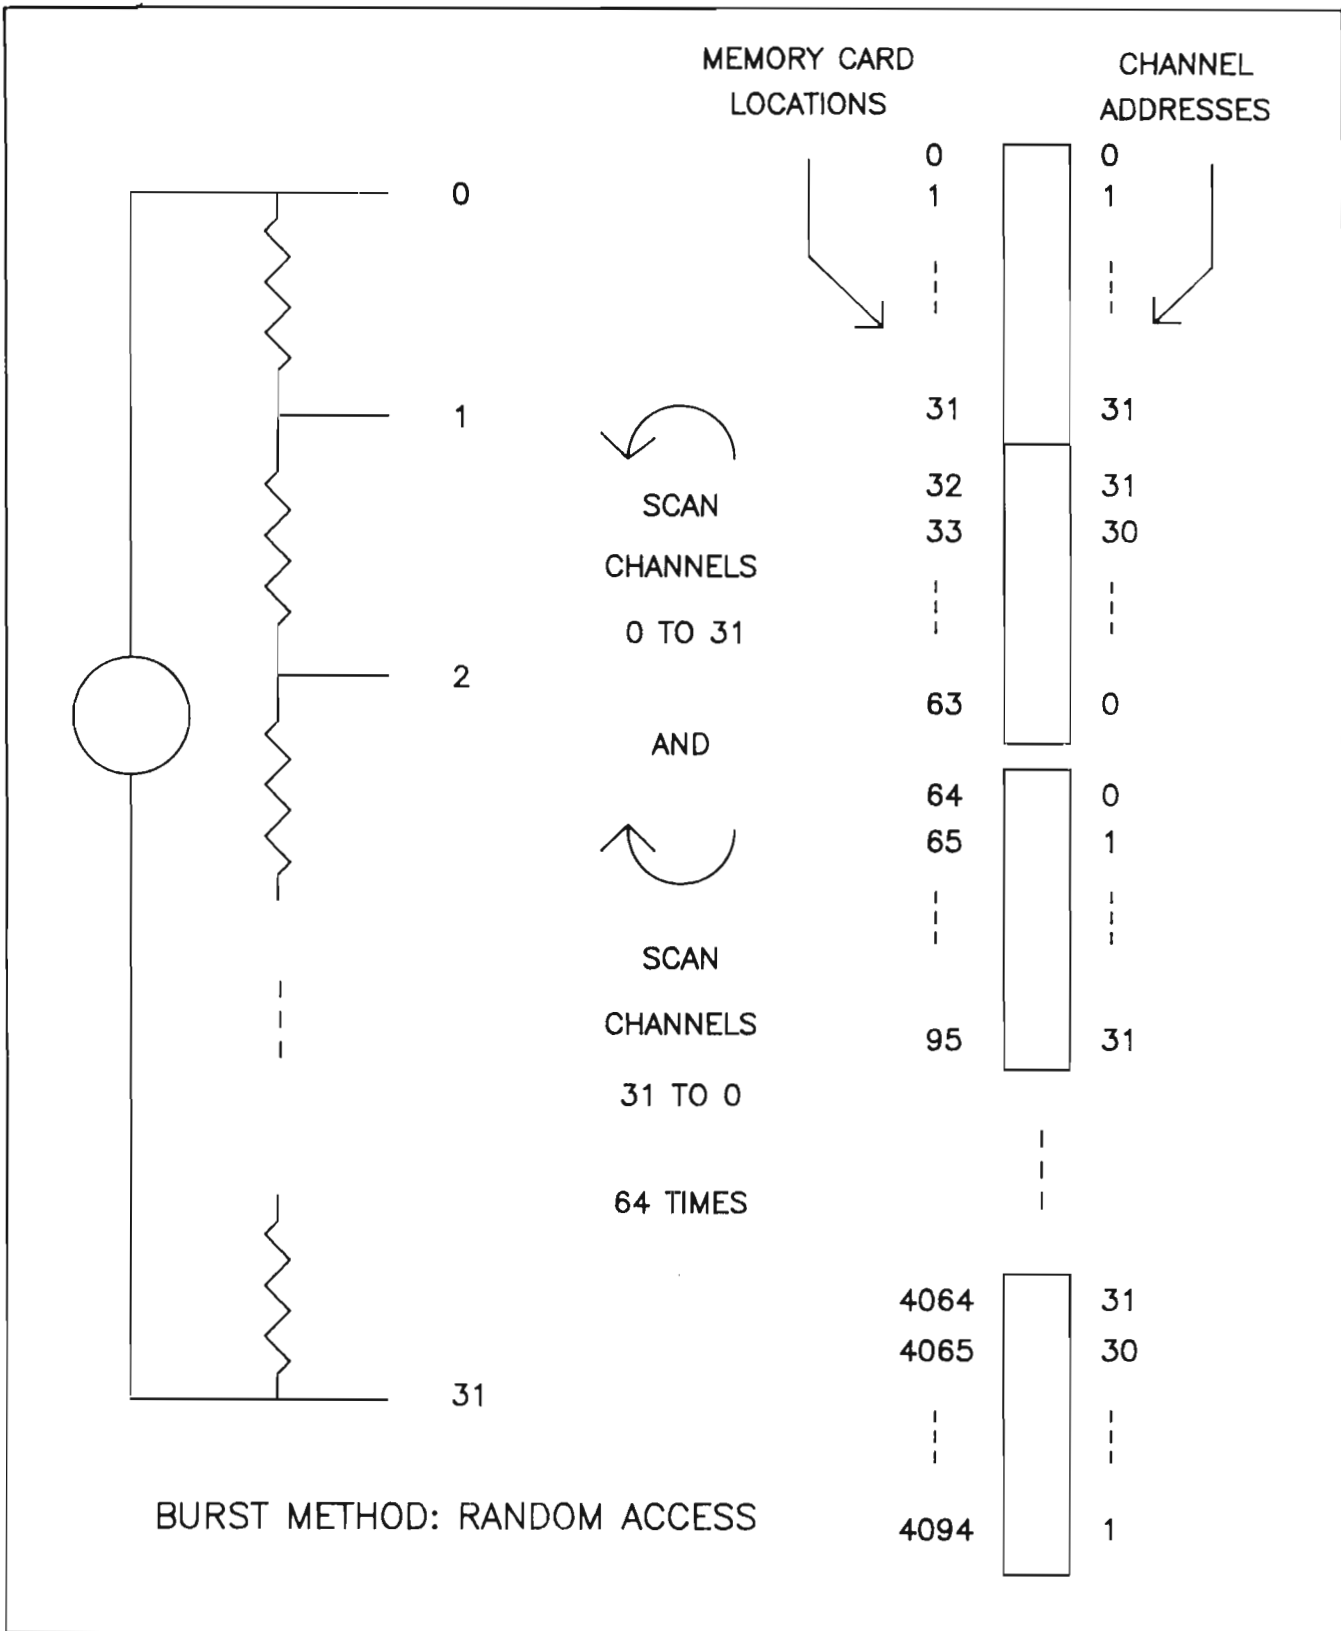 MEMORY CARD
LOCATIONS
CHANNEL
ADDRESSES
0
1
2
31
SCAN
CHANNELS
0 TO 31
AND
SCAN
CHANNELS
31 TO 0
64 TIMES
0 0
1 1
31 31
32 31
33 30
63 0
64 0
65 1
95 31
4064 31
4065 30
4094 1
BURST METHOD: RANDOM ACCESS